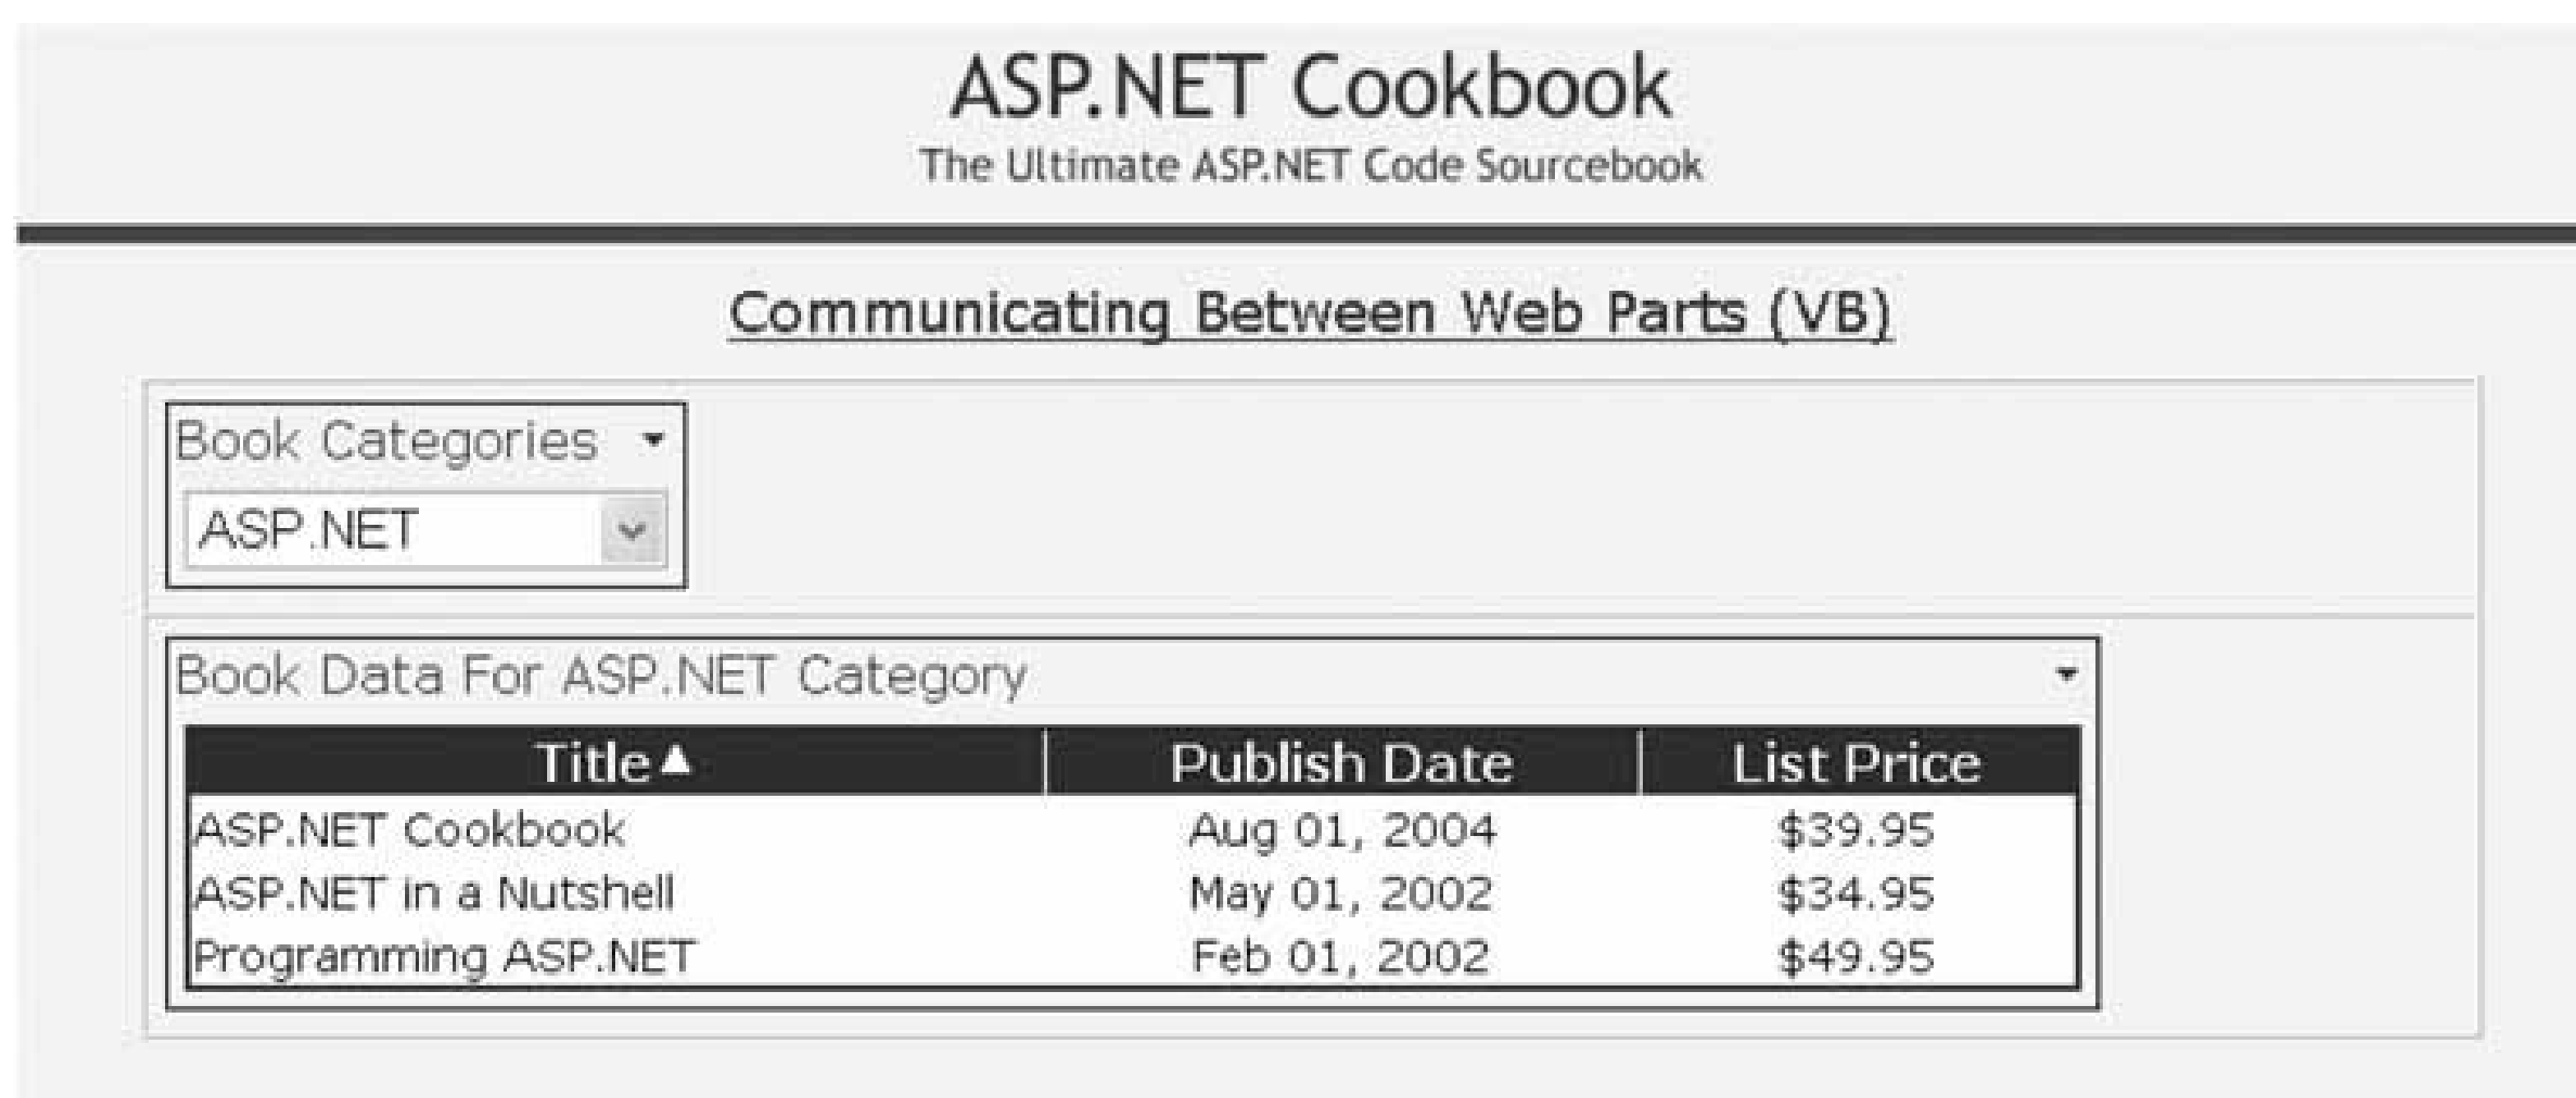 ASP.NET Cookbook
The Ultimate ASP.NET Code Sourcebook
Communicating Between Web Parts (VB)
Book Categories
ASP.NET
Book Data For ASP.NET Category
Title▲ Publish Date List Price
ASP.NET Cookbook Aug 01, 2004 $39.95
ASP.NET in a Nutshell May 01, 2002 $34.95
Programming ASP.NET Feb 01, 2002 $49.95